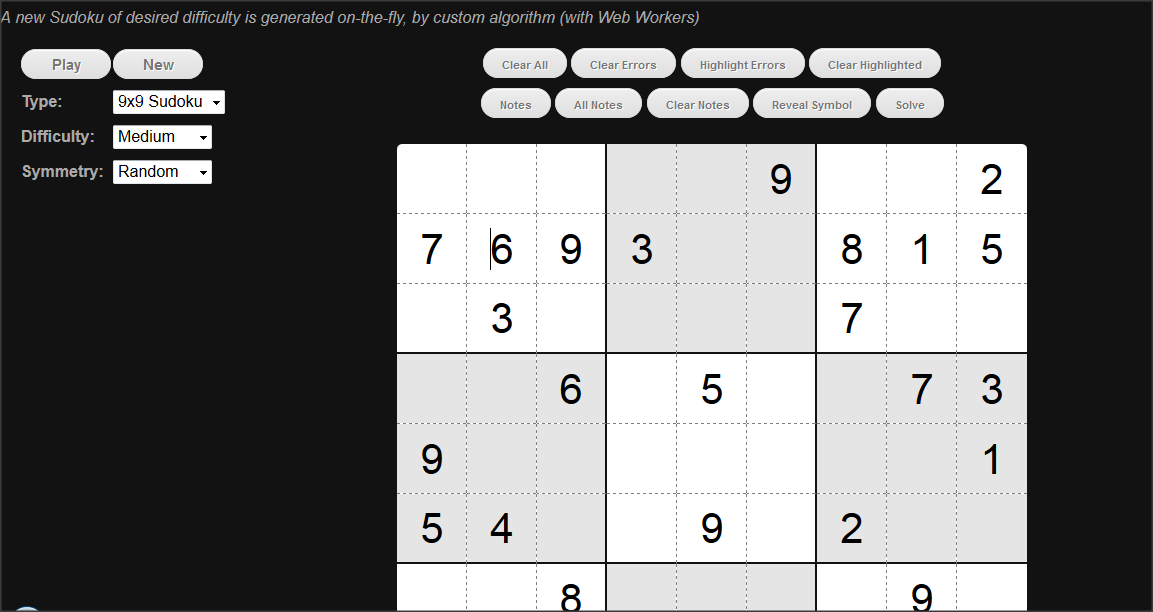 A new Sudoku of desired difficulty is generated on-the-fly, by custom algorithm (with Web Workers)
Play New
Clear All Clear Errors Highlight Errors Clear Highlighted
Type: 9x9 Sudoku
Notes All Notes Clear Notes Reveal Symbol Solve
Difficulty: Medium
Symmetry: Random
9 2
7 6 9 3 8 1 5
3 7
6 5 7 3
9 1
5 4 9 2
8 9